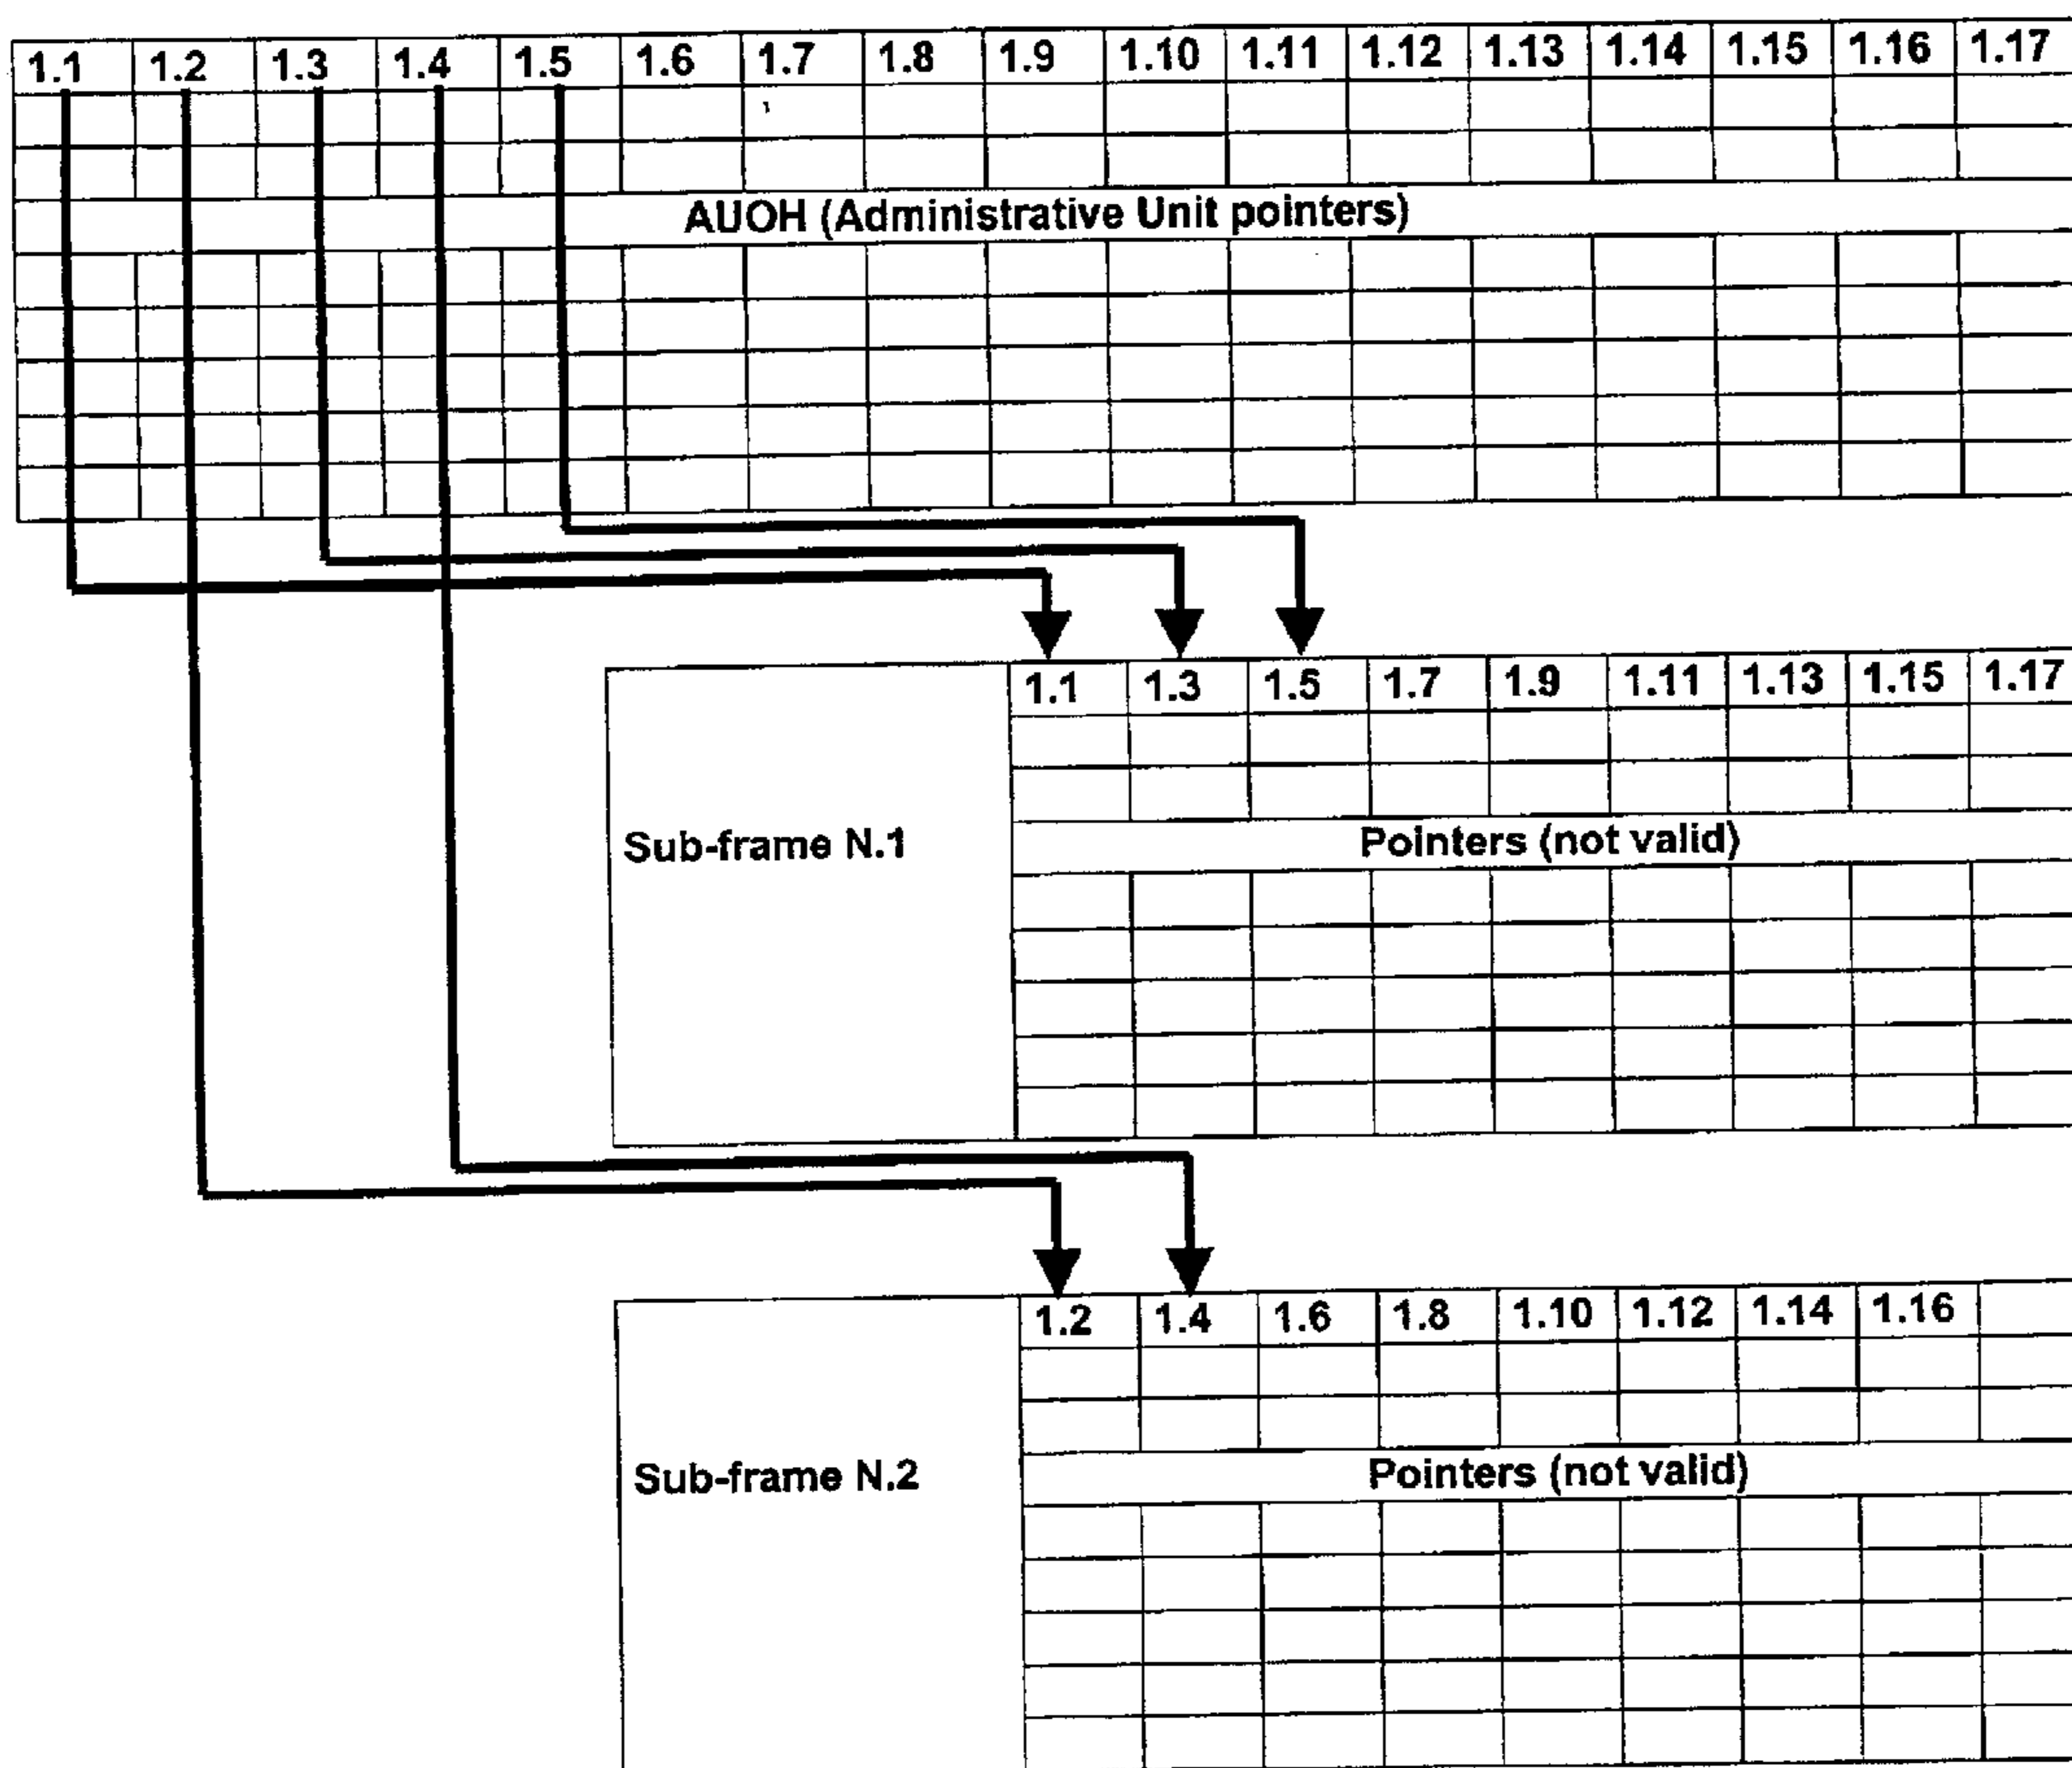 1.1 1.2 1.3 1.4 1.5 1.6 1.7 1.8 1.9 1.10 1.11 1.12 1.13 1.14 1.15 1.16 1.17
AUOH (Administrative Unit pointers)
1.1 1.3 1.5 1.7 1.9 1.11 1.13 1.15 1.17
Sub-frame N.1
Pointers (not valid)
1.2 1.4 1.6 1.8 1.10 1.12 1.14 1.16
Sub-frame N.2
Pointers (not valid)